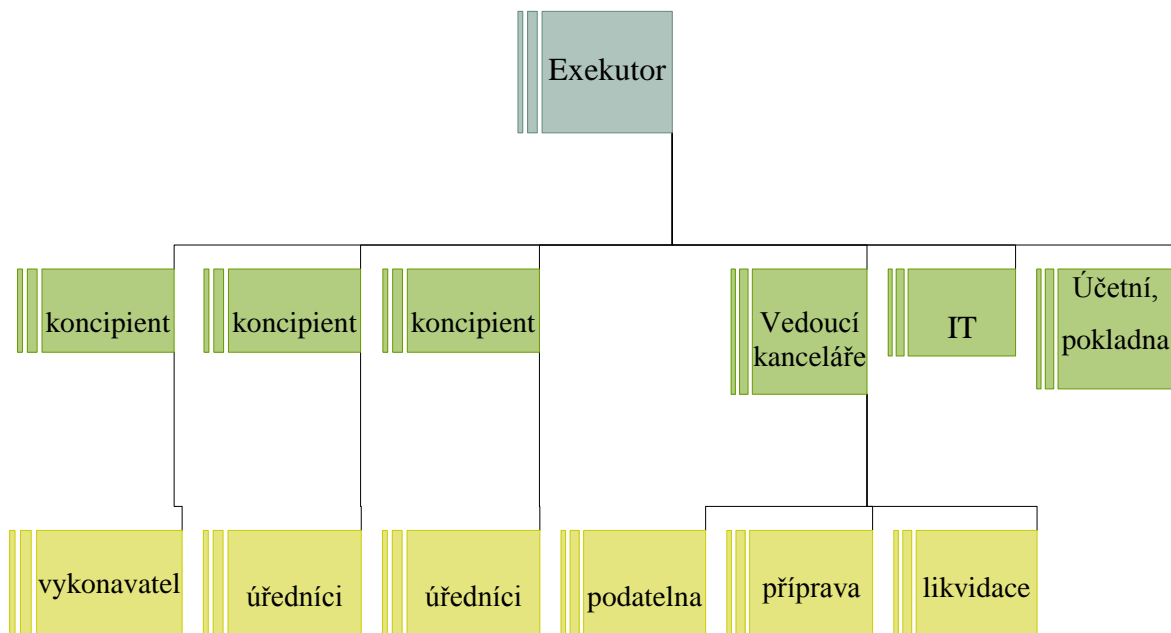 Exekutor
koncipient
koncipient
koncipient
Vedoucí
kanceláře
IT
Účetní,
pokladna
vykonavatel
úředníci
úředníci
podatelna
příprava
likvidace